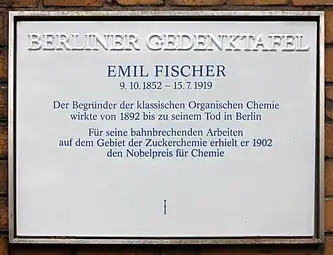 BERLINER GEDENKTAFEL
EMIL FISCHER
9. 10. 1852 – 15. 7. 1919
Der Begründer der klassischen Organischen Chemie
wirkte von 1892 bis zu seinem Tod in Berlin
Für seine bahnbrechenden Arbeiten
auf dem Gebiet der Zuckerchemie erhielt er 1902
den Nobelpreis für Chemie